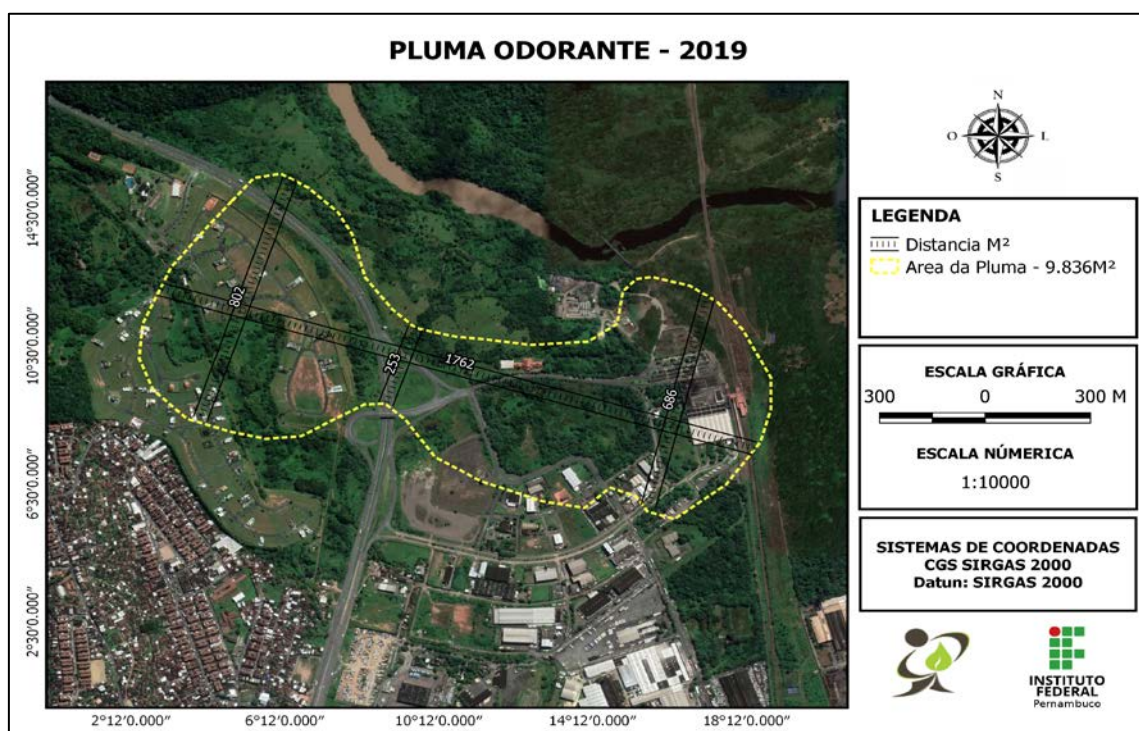 PLUMA ODORANTE - 2019
N
O
L
S
14°30'0.000"
10°30'0.000"
6°30'0.000"
2°30'0.000"
802
253
1762
686
2°12'0.000"
6°12'0.000"
10°12'0.000"
14°12'0.000"
18°12'0.000"
LEGENDA
Distancia M²
Area da Pluma - 9.836M²
ESCALA GRÁFICA
300 0 300 M
ESCALA NÚMERICA
1:10000
SISTEMAS DE COORDENADAS
CGS SIRGAS 2000
Datun: SIRGAS 2000
INSTITUTO
FEDERAL
Pernambuco